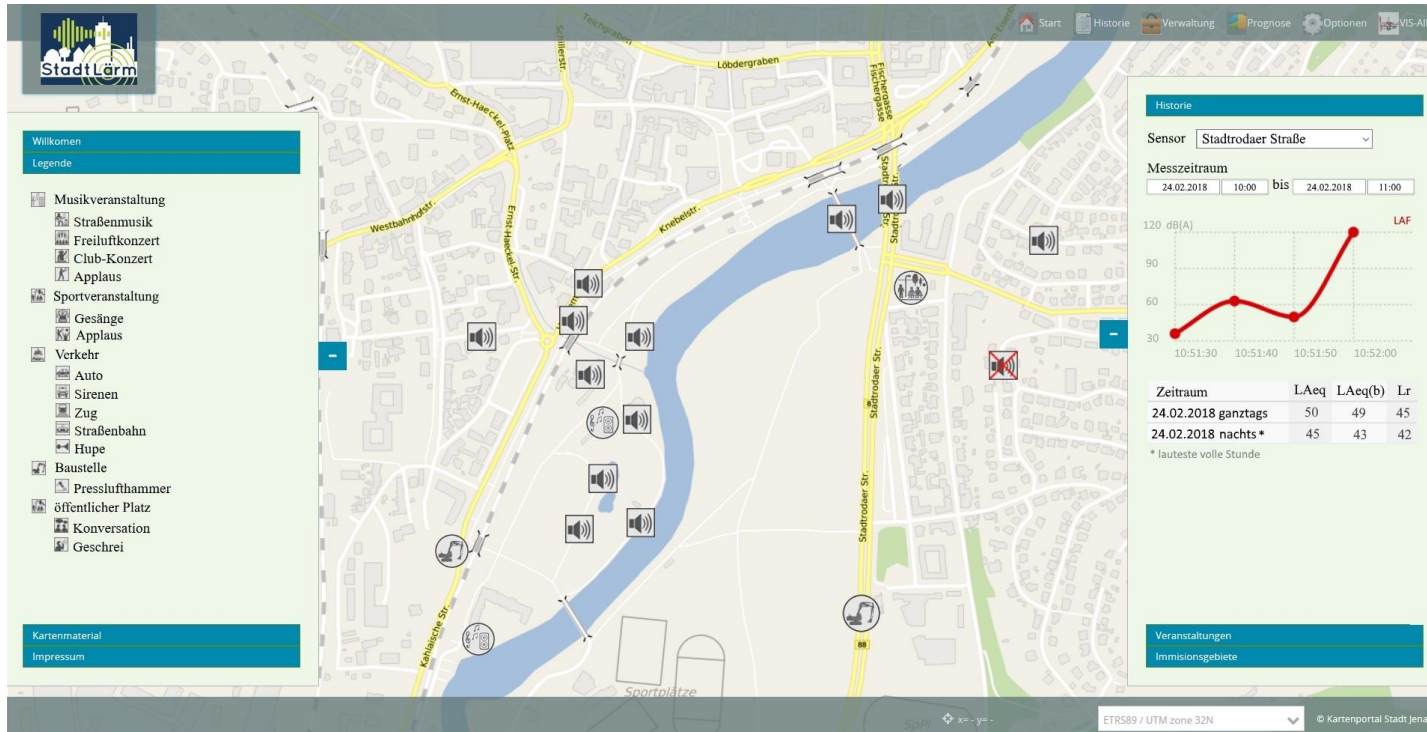 StadtLärm
Start
Historie
Verwaltung
Prognose
Optionen
Willkomen
Legende
Musikveranstaltung
Straßenmusik
Freiluftkonzert
Club-Konzert
Applaus
Sportveranstaltung
Gesänge
Applaus
Verkehr
Auto
Sirenen
Zug
Straßenbahn
Hupe
Baustelle
Presslufthammer
öffentlicher Platz
Konversation
Geschrei
Kartenmaterial
Impressum
Teichgraben
Schillerstr.
Löbdergraben
Fischergasse
Fischergasse
Ernst-Haeckel-Platz
Westbahnhofstr.
Ernst-Haeckel-Str.
Knebelstr.
Stadtrodaer Str.
Stadtrodaer Str.
Kahlaische Str.
88
Sportplätze
Historie
Sensor Stadtrodaer Straße
Messzeitraum
24.02.2018 10:00 bis 24.02.2018 11:00
LAF
120 dB(A)
90
60
30
10:51:30 10:51:40 10:51:50 10:52:00
Zeitraum LAeq LAeq(b) Lr
24.02.2018 ganztags 50 49 45
24.02.2018 nachts * 45 43 42
* lauteste volle Stunde
Veranstaltungen
Immisionsgebiete
x= - y= -
ETRS89 / UTM zone 32N
© Kartenportal Stadt Jena